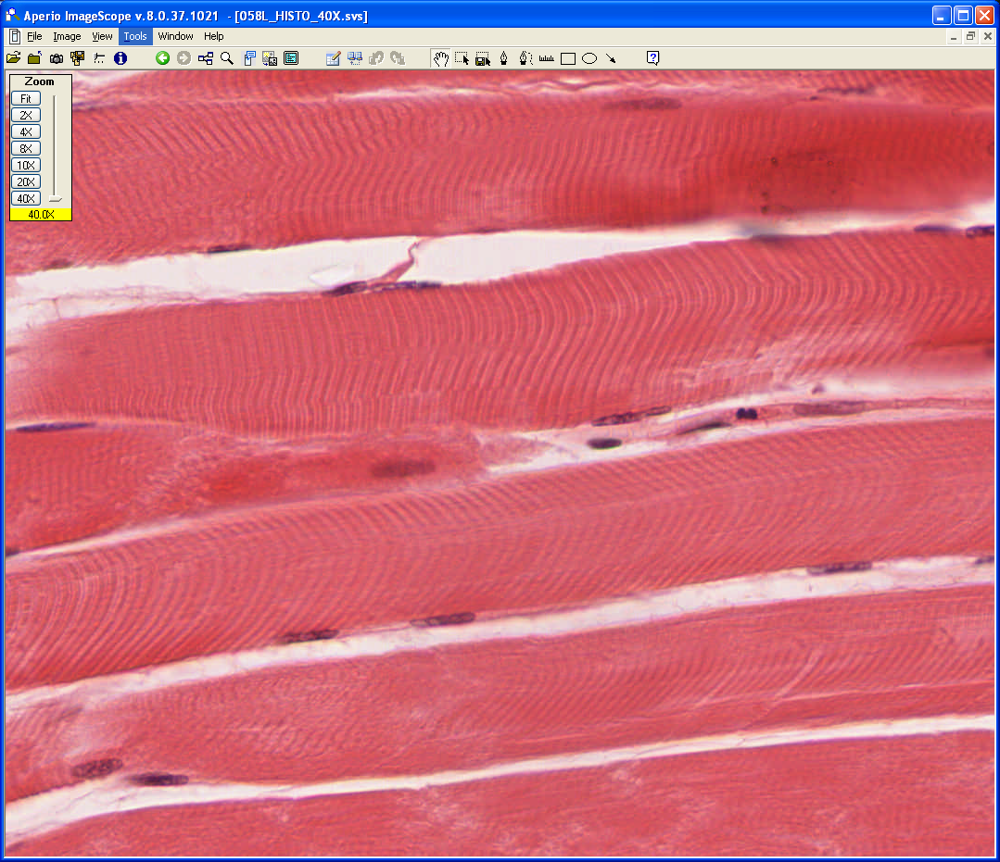 Aperio ImageScope v.8.0.37.1021 - [058L_HISTO_40X.svs]
File Image View Tools Window Help
Zoom
Fit
2X
4X
8X
10X
20X
40X
40.0X